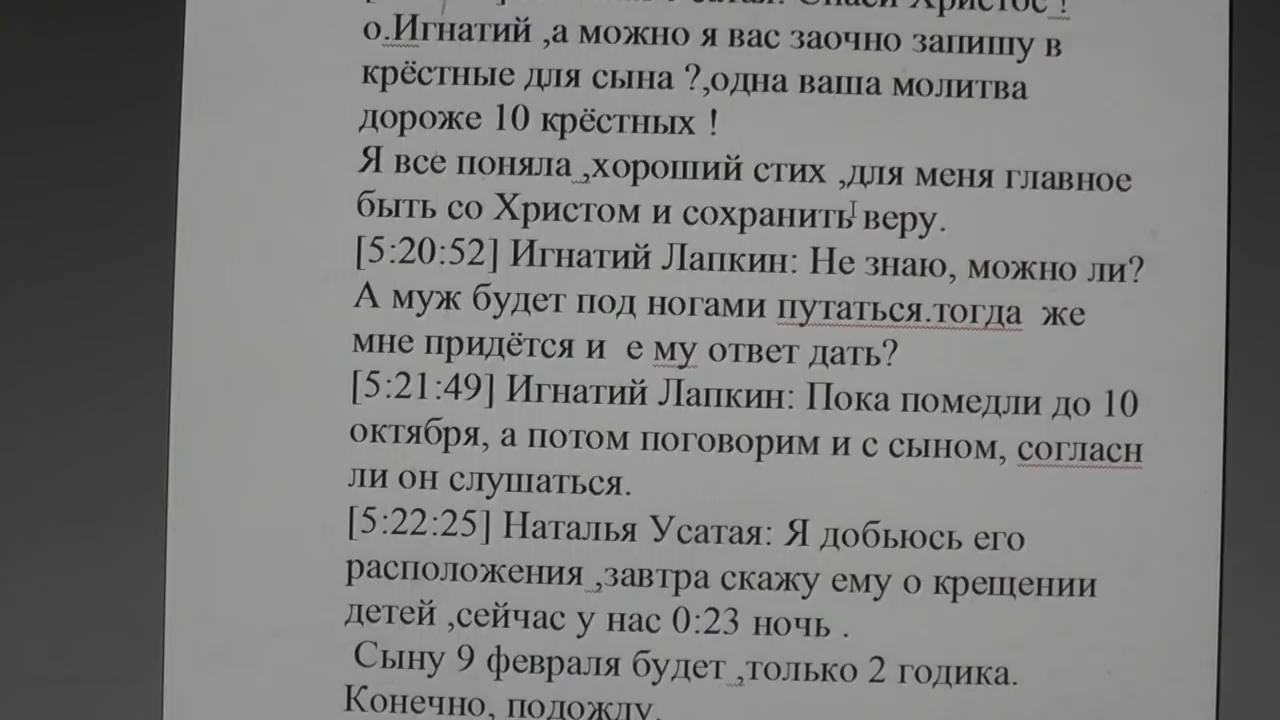 Спаси Христос !
о.Игнатий ,а можно я вас заочно запишу в
крёстные для сына ?,одна ваша молитва
дороже 10 крёстных !
Я все поняла ,хороший стих ,для меня главное
быть со Христом и сохранить веру.
[5:20:52] Игнатий Лапкин: Не знаю, можно ли?
А муж будет под ногами путаться.тогда  же
мне придётся и  е му ответ дать?
[5:21:49] Игнатий Лапкин: Пока помедли до 10
октября, а потом поговорим и с сыном, согласн
ли он слушаться.
[5:22:25] Наталья Усатая: Я добьюсь его
расположения ,завтра скажу ему о крещении
детей ,сейчас у нас 0:23 ночь .
Сыну 9 февраля будет ,только 2 годика.
Конечно, подожду.